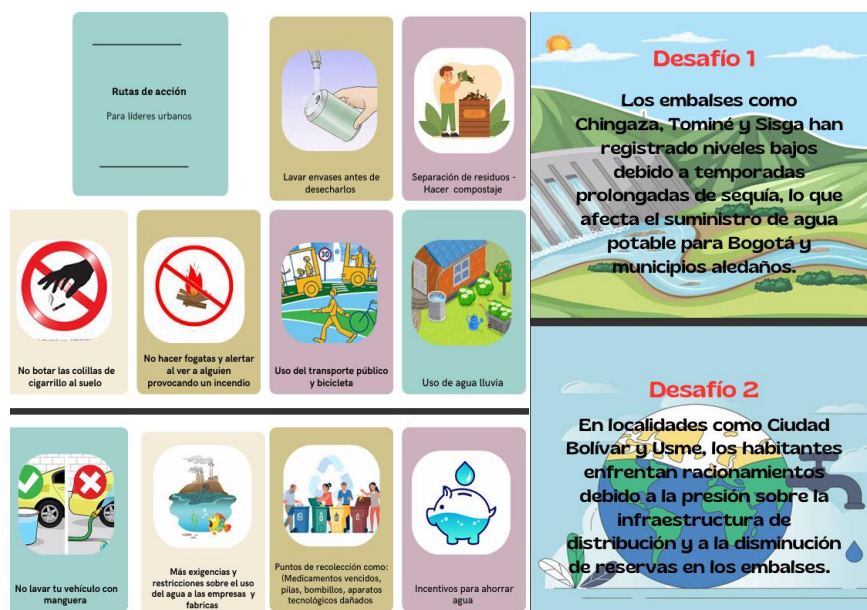 Rutas de acción
Para líderes urbanos
Lavar envases antes de
desecharlos
Separación de residuos -
Hacer compostaje
No botar las colillas de
cigarrillo al suelo
No hacer fogatas y alertar
al ver a alguien
provocando un incendio
30
Uso del transporte público
y bicicleta
Uso de agua lluvia
No lavar tu vehículo con
manguera
Más exigencias y
restricciones sobre el uso
del agua a las empresas y
fabricas
Puntos de recolección como:
(Medicamentos vencidos,
pilas, bombillos, aparatos
tecnológicos dañados
Incentivos para ahorrar
agua
Desafío 1
Los embalses como
Chingaza, Tominé y Sisga han
registrado niveles bajos
debido a temporadas
prolongadas de sequía, lo que
afecta el suministro de agua
potable para Bogotá y
municipios aledaños.
Desafío 2
En localidades como Ciudad
Bolívar y Usme, los habitantes
enfrentan racionamientos
debido a la presión sobre la
infraestructura de
distribución y a la disminución
de reservas en los embalses.